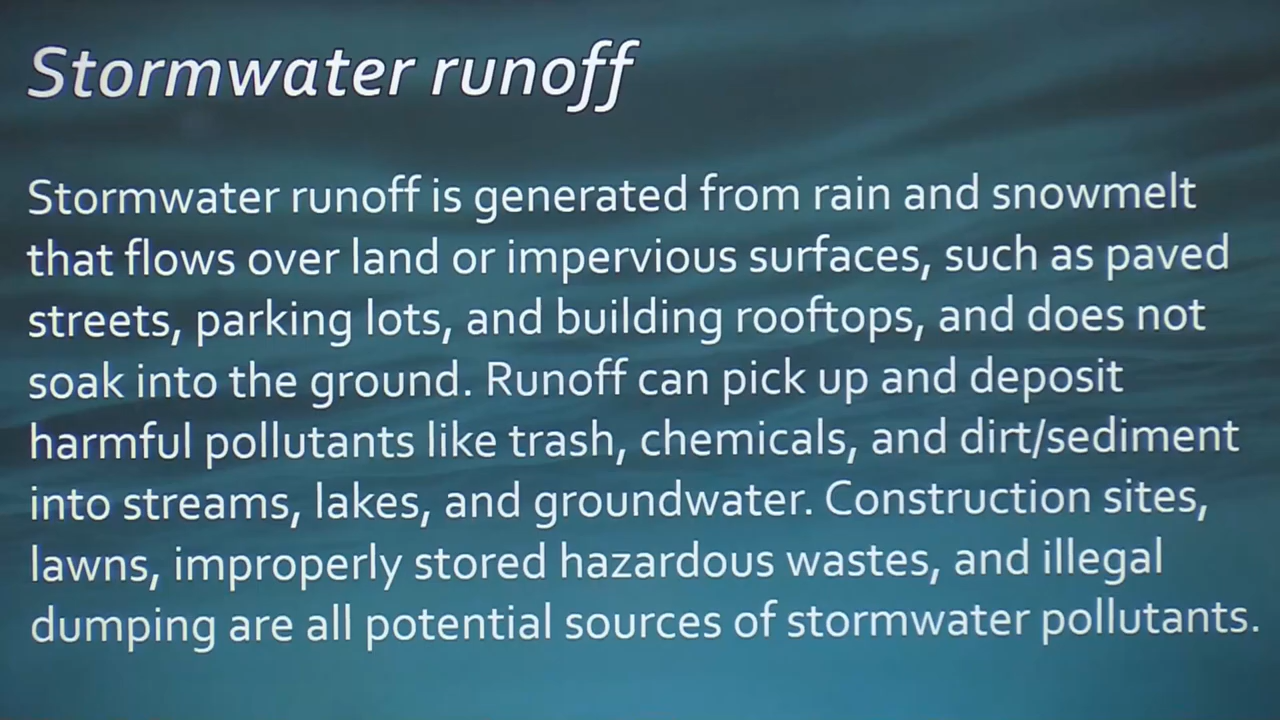 Stormwater runoff
Stormwater runoff is generated from rain and snowmelt
that flows over land or impervious surfaces, such as paved
streets, parking lots, and building rooftops, and does not
soak into the ground. Runoff can pick up and deposit
harmful pollutants like trash, chemicals, and dirt/sediment
into streams, lakes, and groundwater. Construction sites,
lawns, improperly stored hazardous wastes, and illegal
dumping are all potential sources of stormwater pollutants.